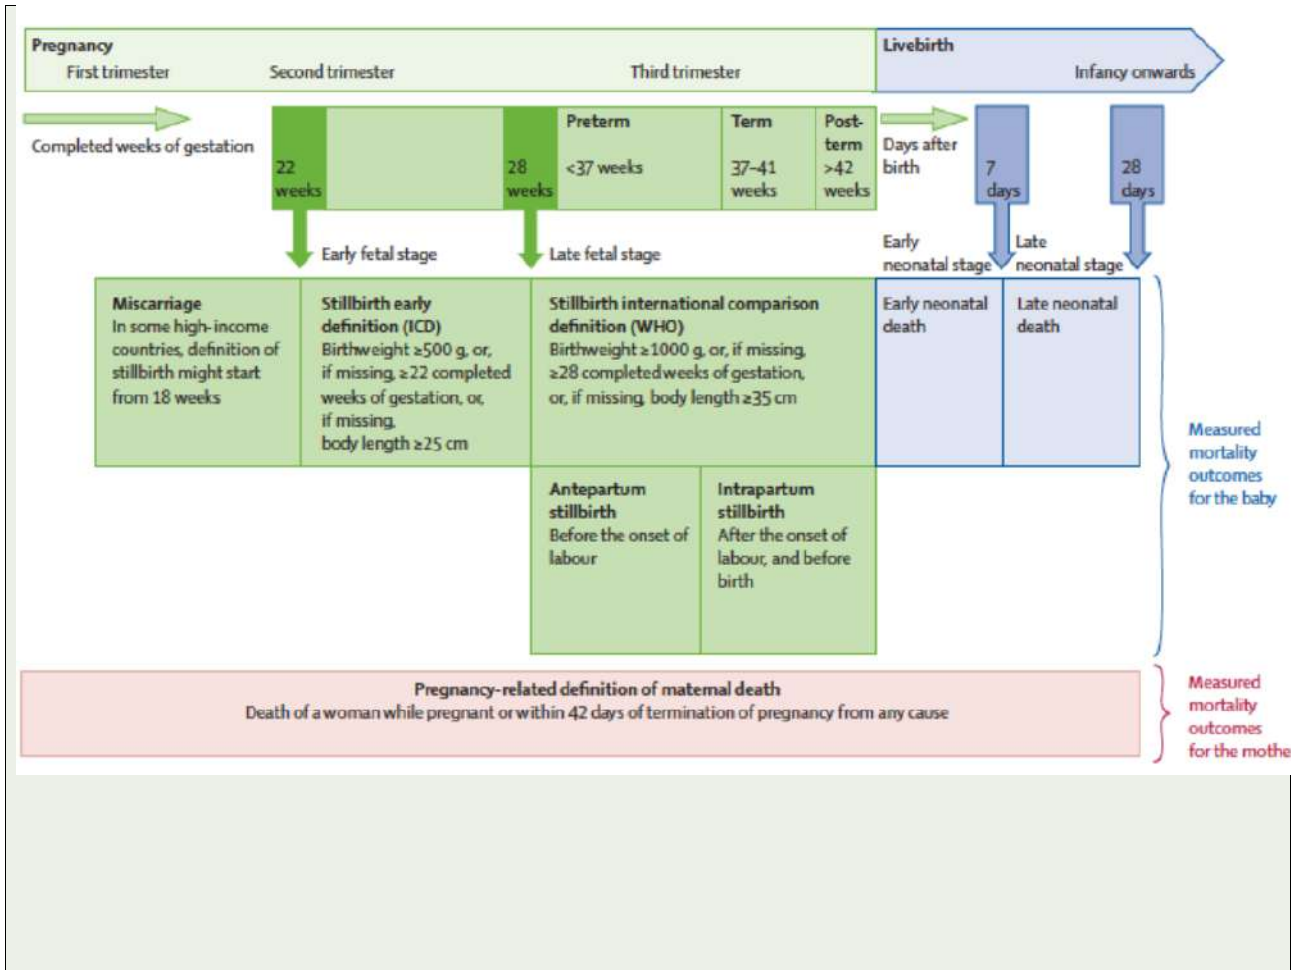 Pregnancy
First trimester
Second trimester
Third trimester
Livebirth
Infancy onwards
Completed weeks of gestation
22
weeks
28
weeks
Preterm
<37 weeks
Term
37–41
weeks
Post-
term
>42
weeks
Days after
birth
7
days
28
days
Early fetal stage
Late fetal stage
Early
neonatal stage
Late
neonatal stage
Miscarriage
In some high-income
countries, definition of
stillbirth might start
from 18 weeks
Stillbirth early
definition (ICD)
Birthweight ≥500 g, or,
if missing, ≥22 completed
weeks of gestation, or,
if missing,
body length ≥25 cm
Stillbirth international comparison
definition (WHO)
Birthweight ≥1000 g, or, if missing,
≥28 completed weeks of gestation,
or, if missing, body length ≥35 cm
Early neonatal
death
Late neonatal
death
Measured
mortality
outcomes
for the baby
Antepartum
stillbirth
Before the onset of
labour
Intrapartum
stillbirth
After the onset of
labour, and before
birth
Pregnancy-related definition of maternal death
Death of a woman while pregnant or within 42 days of termination of pregnancy from any cause
Measured
mortality
outcomes
for the mothe